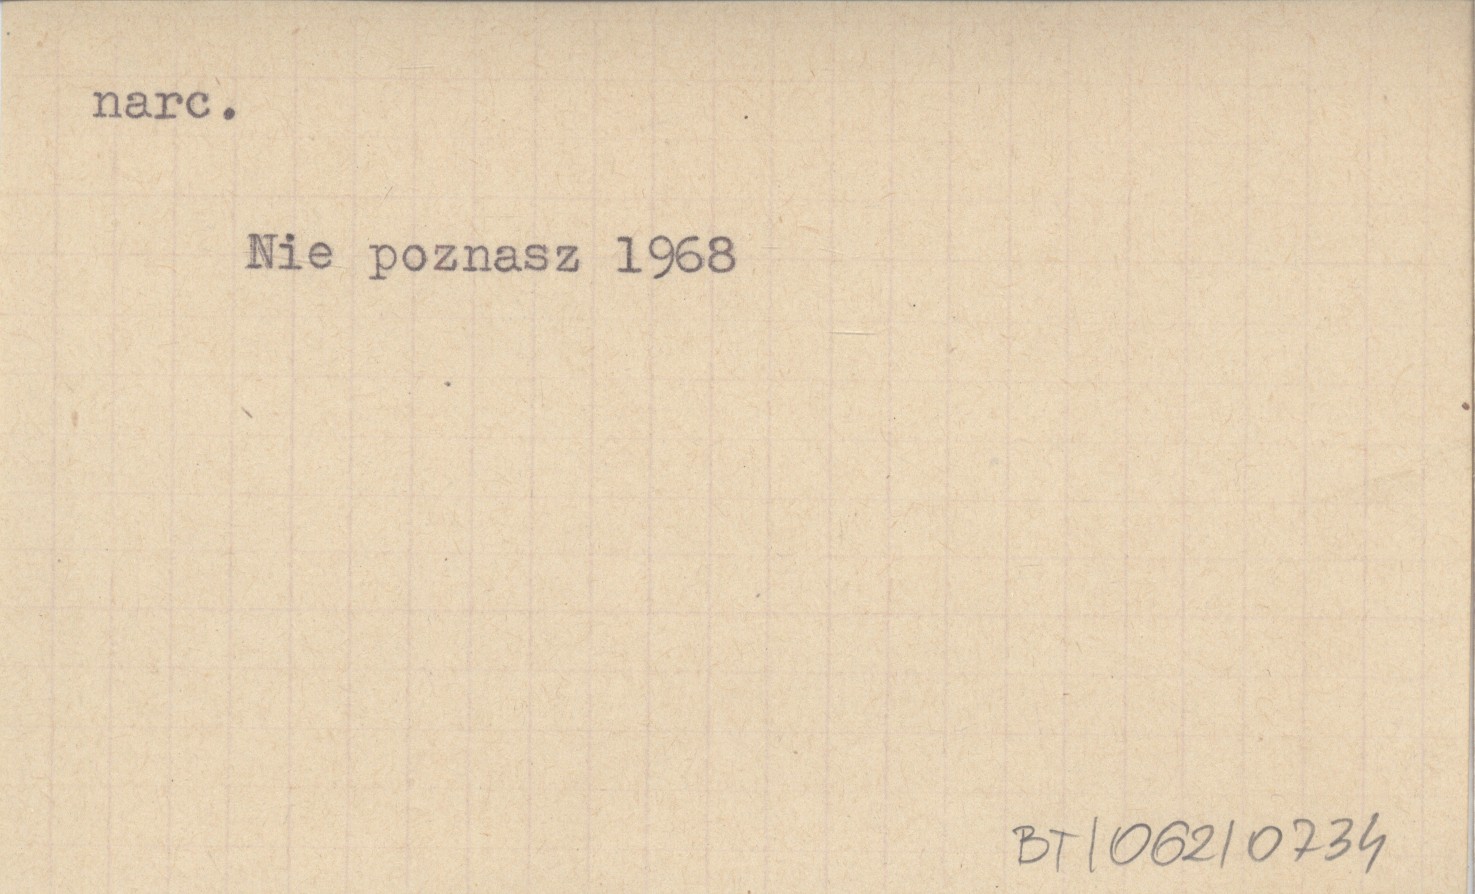 narc.
Nie poznasz 1968
BT/062/0734